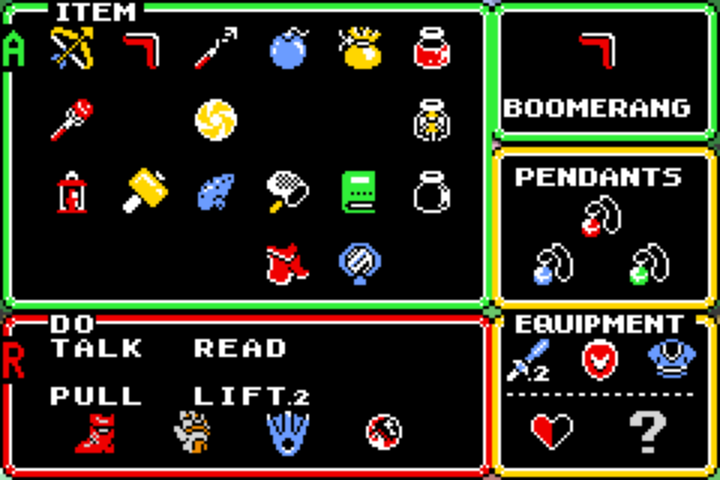 ITEM
A
BOOMERANG
PENDANTS
DO
R
TALK READ
PULL LIFT.2
EQUIPMENT
.2
?